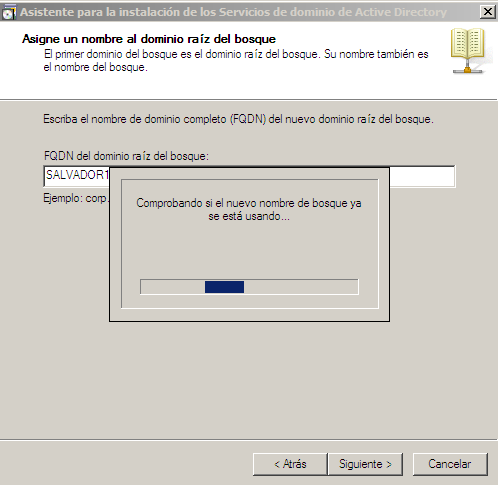 Asistente para la instalación de los Servicios de dominio de Active Directory
Asigne un nombre al dominio raíz del bosque
El primer dominio del bosque es el dominio raíz del bosque. Su nombre también es
el nombre del bosque.
Escriba el nombre de dominio completo (FQDN) del nuevo dominio raíz del bosque.
FQDN del dominio raíz del bosque:
SALVADOR1
Ejemplo: corp.
Comprobando si el nuevo nombre de bosque ya
se está usando...
< Atrás
Siguiente >
Cancelar